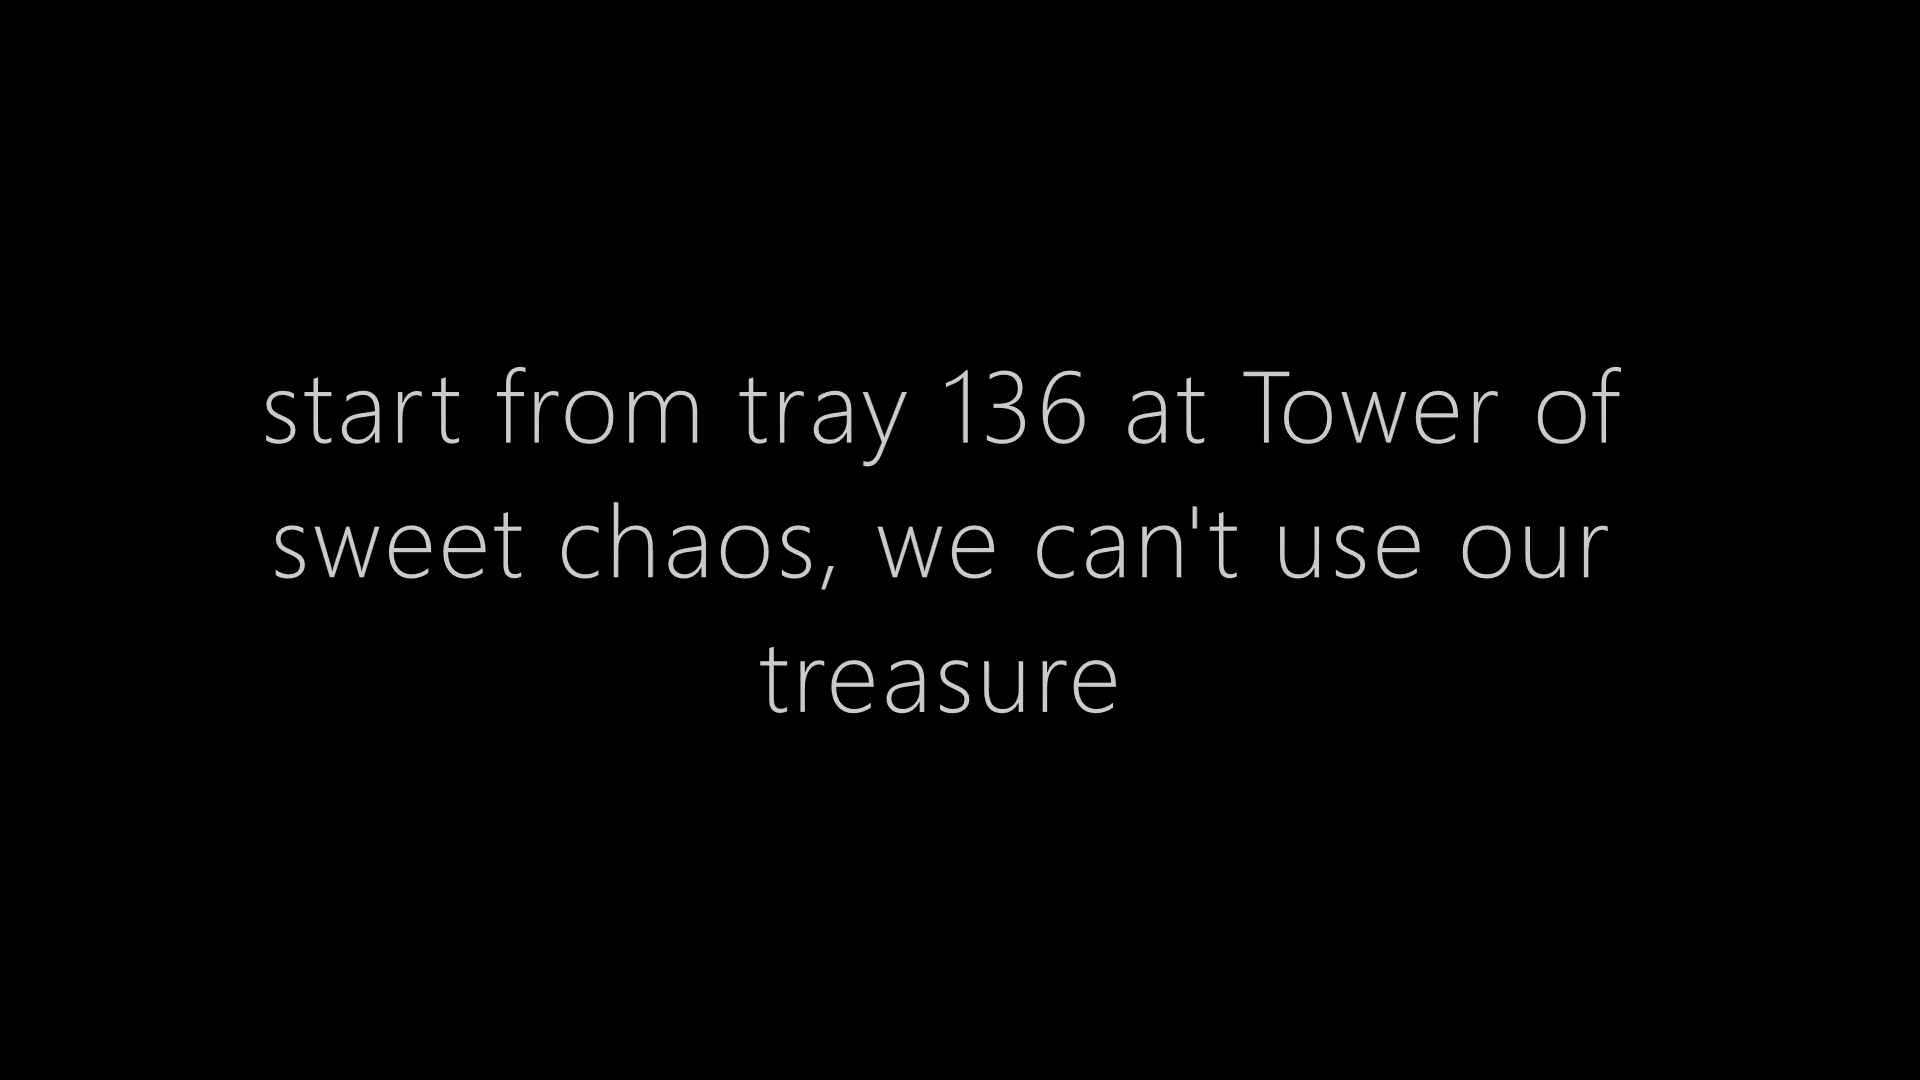 start from tray 136 at Tower of
sweet chaos, we can't use our
treasure